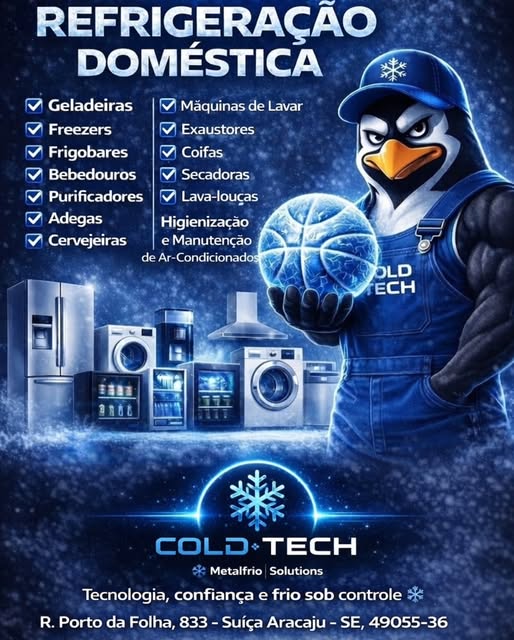 REFRIGERAÇÃO
DOMÉSTICA
Geladeiras
Freezers
Frigobares
Bebedouros
Purificadores
Adegas
Cervejeiras
Máquinas de Lavar
Exaustores
Coifas
Secadoras
Lava-louças
Higienização
e Manutenção
de Ar-Condicionados
OLD
TECH
COLD TECH
Metalfrio | Solutions
Tecnologia, confiança e frio sob controle
R. Porto da Folha, 833 - Suíça Aracaju - SE, 49055-36